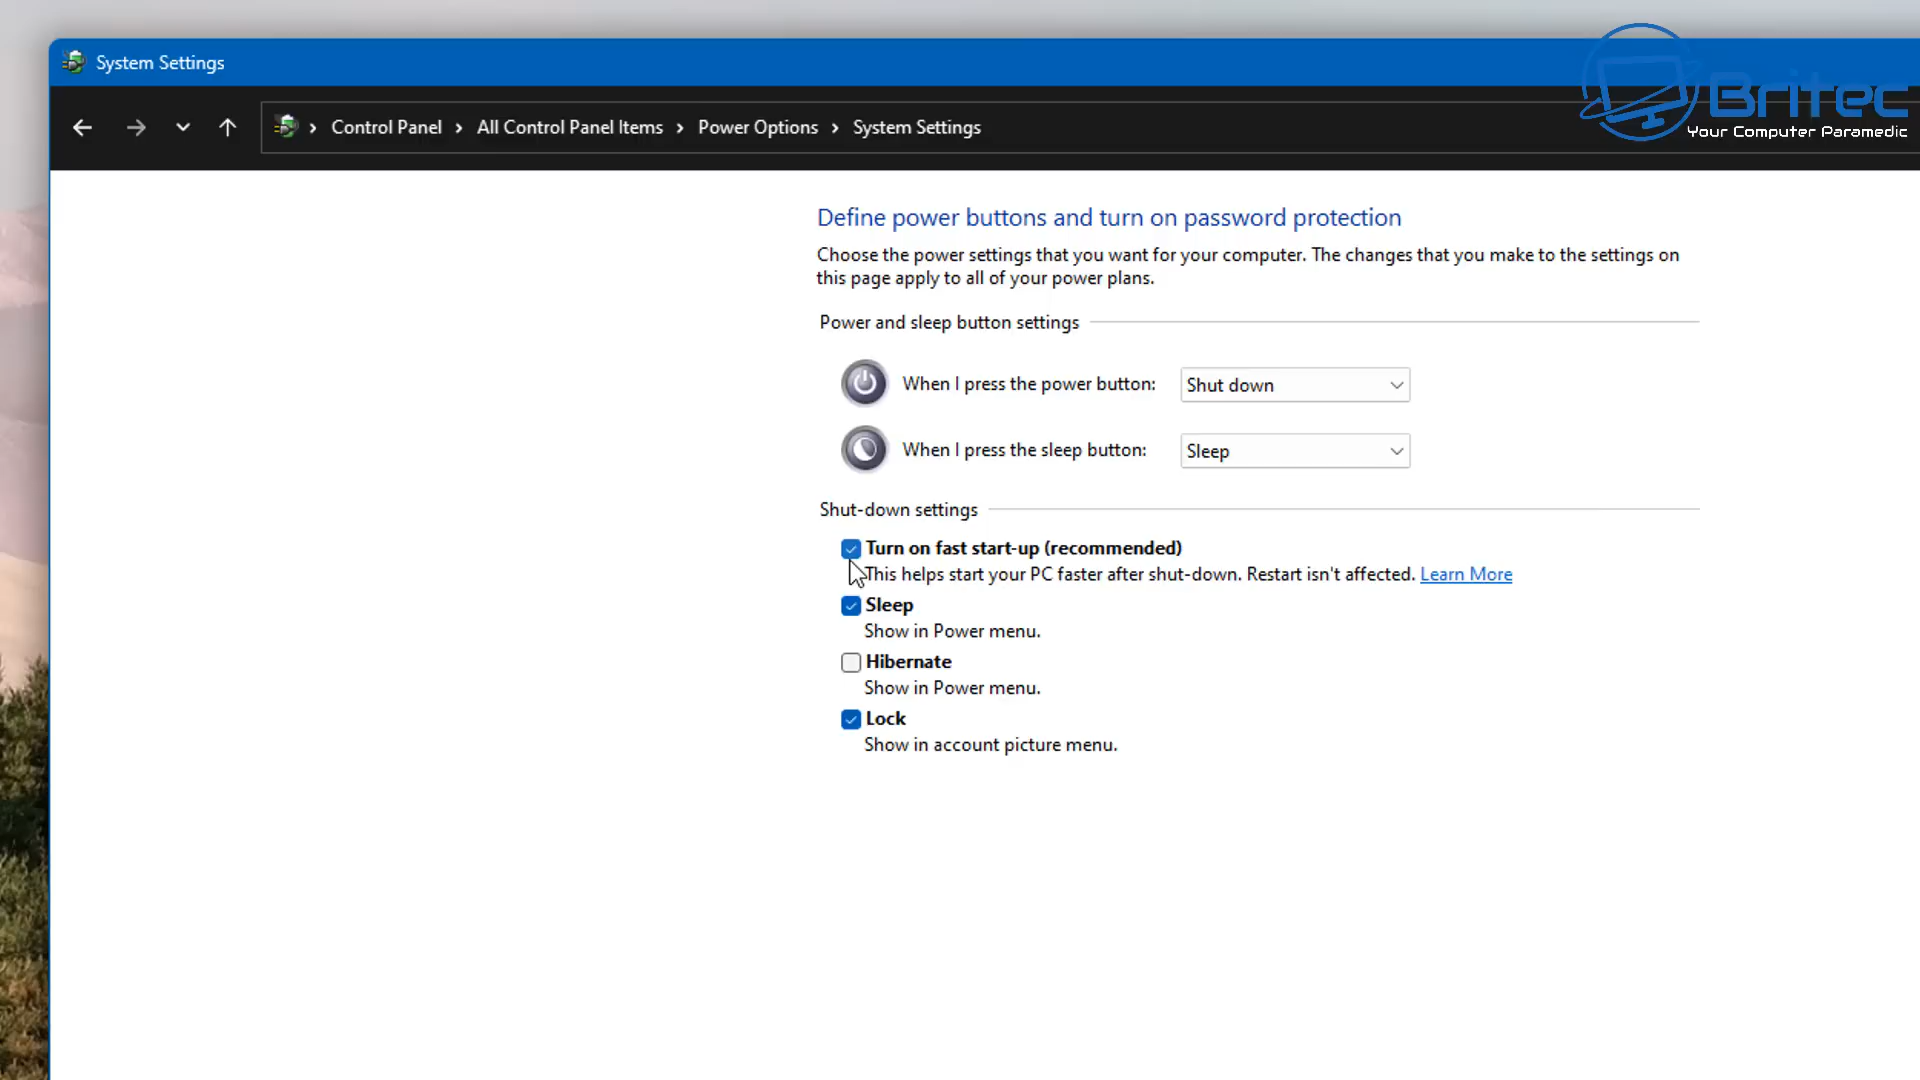 System Settings
Britec
Your Computer Paramedic
Control Panel > All Control Panel Items > Power Options > System Settings
Define power buttons and turn on password protection
Choose the power settings that you want for your computer. The changes that you make to the settings on
this page apply to all of your power plans.
Power and sleep button settings
When I press the power button: Shut down
When I press the sleep button: Sleep
Shut-down settings
Turn on fast start-up (recommended)
This helps start your PC faster after shut-down. Restart isn't affected. Learn More
Sleep
Show in Power menu.
Hibernate
Show in Power menu.
Lock
Show in account picture menu.